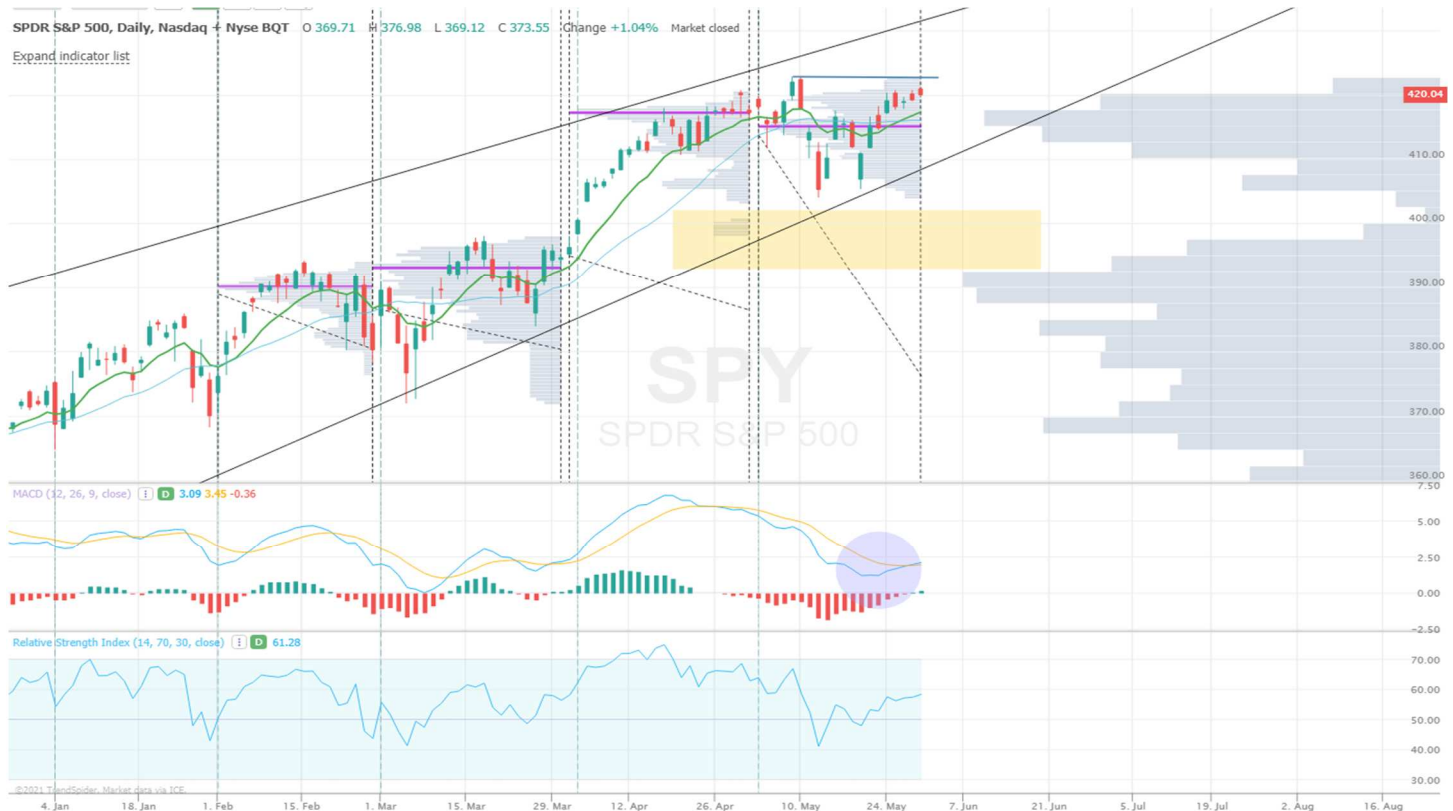 SPDR S&P 500, Daily, Nasdaq + Nyse BQT O 369.71 H 376.98 L 369.12 C 373.55 Change +1.04% Market closed
Expand indicator list
420.04
410.00
400.00
390.00
380.00
370.00
360.00
SPY
SPDR S&P 500
MACD (12, 26, 9, close) D 3.09 3.45 -0.36
7.50
5.00
2.50
0.00
-2.50
Relative Strength Index (14, 70, 30, close) D 61.28
70.00
60.00
50.00
40.00
30.00
©2021 TrendSpider. Market data via ICE.
4. Jan 18. Jan 1. Feb 15. Feb 1. Mar 15. Mar 29. Mar 12. Apr 26. Apr 10. May 24. May 7. Jun 21. Jun 5. Jul 19. Jul 2. Aug 16. Aug